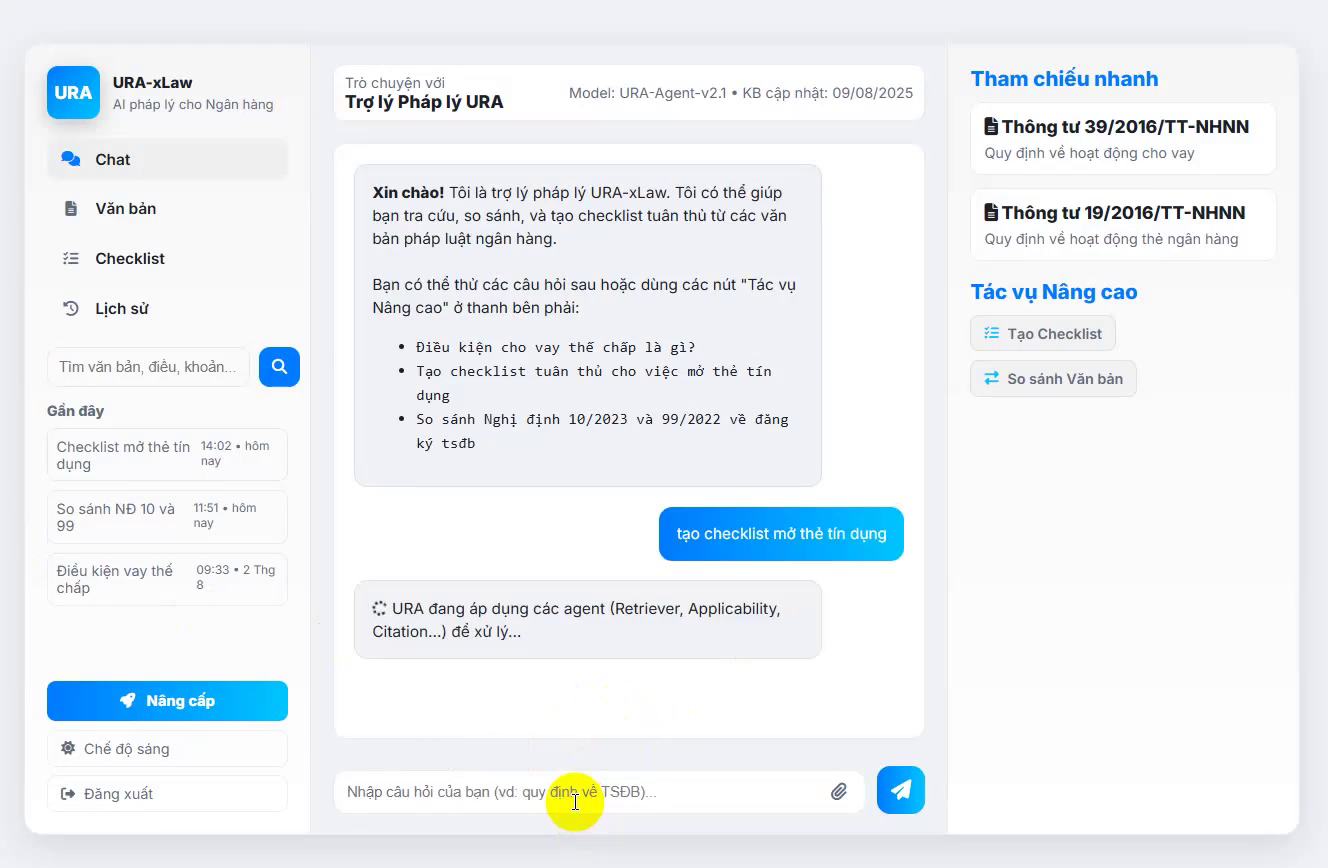 URA
URA-xLaw
AI pháp lý cho Ngân hàng
Chat
Văn bản
Checklist
Lịch sử
Tìm văn bản, điều, khoản...
Gần đây
Checklist mở thẻ tín
dụng
14:02 • hôm
nay
So sánh NĐ 10 và
99
11:51 • hôm
nay
Điều kiện vay thế
chấp
09:33 • 2 Thg
8
Nâng cấp
Chế độ sáng
Đăng xuất
Trò chuyện với
Trợ lý Pháp lý URA
Model: URA-Agent-v2.1 • KB cập nhật: 09/08/2025
Xin chào! Tôi là trợ lý pháp lý URA-xLaw. Tôi có thể giúp
bạn tra cứu, so sánh, và tạo checklist tuân thủ từ các văn
bản pháp luật ngân hàng.
Bạn có thể thử các câu hỏi sau hoặc dùng các nút "Tác vụ
Nâng cao" ở thanh bên phải:
• Điều kiện cho vay thế chấp là gì?
• Tạo checklist tuân thủ cho việc mở thẻ tín
dụng
• So sánh Nghị định 10/2023 và 99/2022 về đăng
ký tsđb
tạo checklist mở thẻ tín dụng
URA đang áp dụng các agent (Retriever, Applicability,
Citation...) để xử lý...
Nhập câu hỏi của bạn (vd: quy định về TSĐB)...
Tham chiếu nhanh
Thông tư 39/2016/TT-NHNN
Quy định về hoạt động cho vay
Thông tư 19/2016/TT-NHNN
Quy định về hoạt động thẻ ngân hàng
Tác vụ Nâng cao
Tạo Checklist
So sánh Văn bản